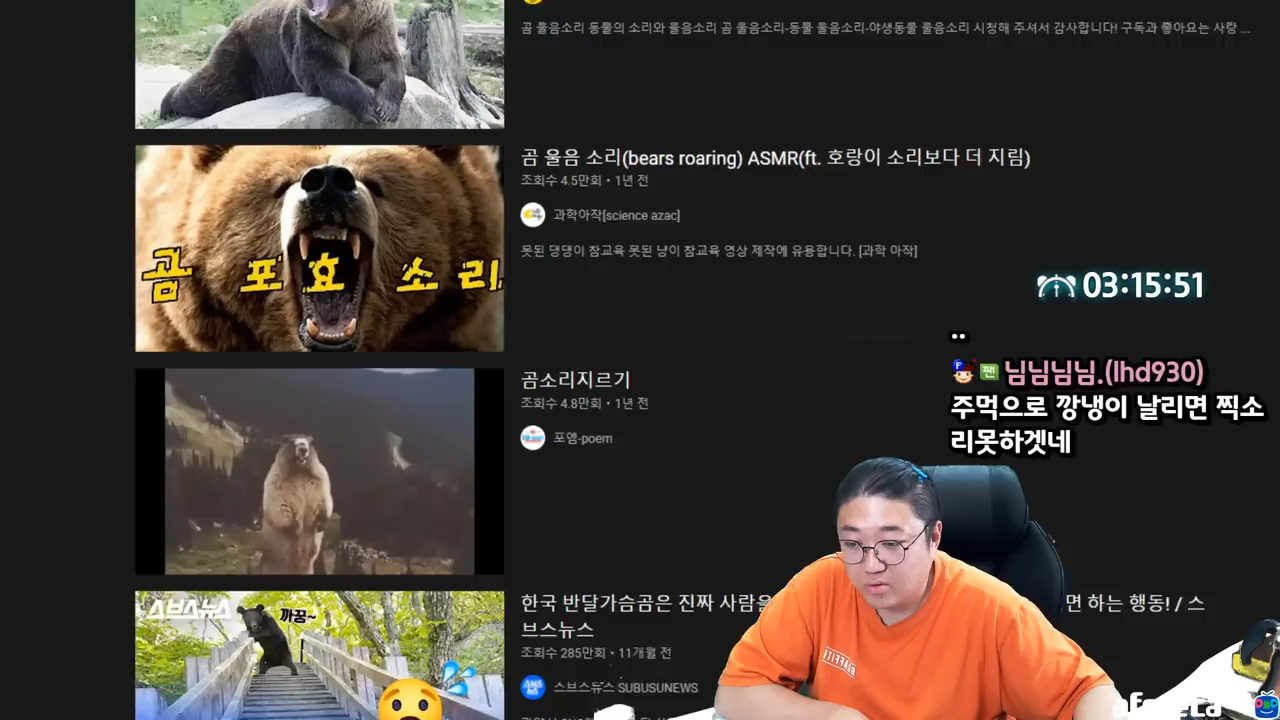 곰 울음소리 동물의 소리와 울음소리 곰 울음소리-동물 울음소리-야생동물 울음소리 시청해 주셔서 감사합니다! 구독과 좋아요는 사랑 ...
곰 울음 소리(bears roaring) ASMR(ft. 호랑이 소리보다 더 지림)
조회수 4.5만회 • 1년 전
과학아작[science azac]
못된 댕댕이 참교육 못된 냥이 참교육 영상 제작에 유용합니다. [과학 아작]
곰 포효 소리
03:15:51
..
팬 님님님님.(lhd930)
주먹으로 깡냉이 날리면 찍소
리못하겟네
곰소리지르기
조회수 4.8만회 • 1년 전
포엠-poem
스브스뉴스
까꿍~
한국 반달가슴곰은 진짜 사람을
면 하는 행동! / 스
브스뉴스
조회수 285만회 • 11개월 전
스브스뉴스 SUBUSUNEWS
GRAFFITI